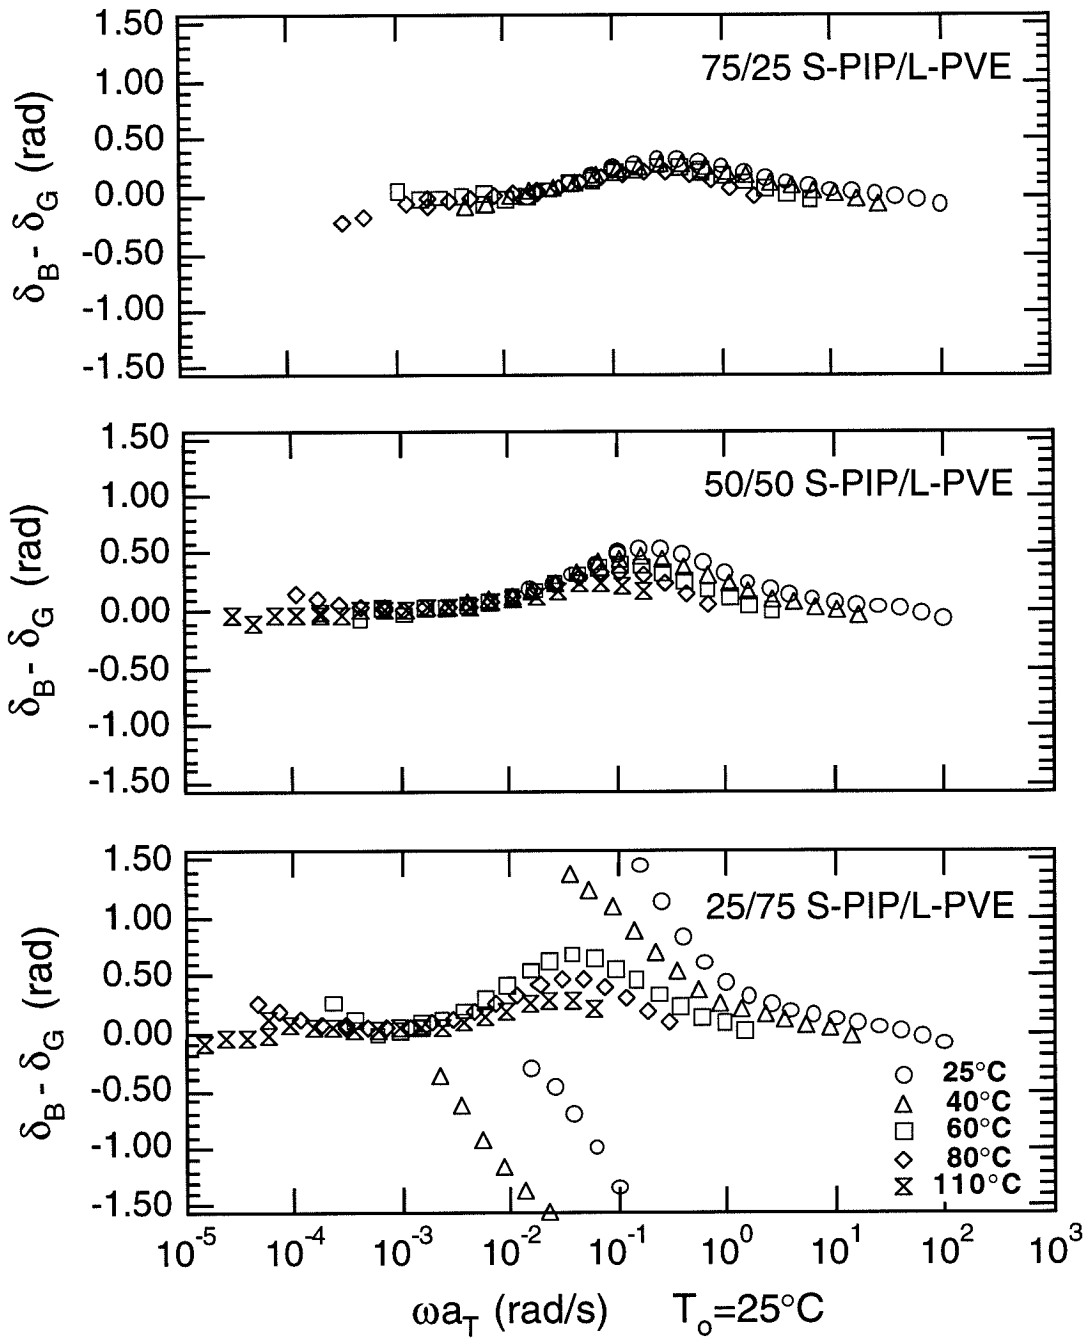 1.50
1.00
0.50
0.00
-0.50
-1.00
-1.50
δB - δG (rad)
75/25 S-PIP/L-PVE
1.50
1.00
0.50
0.00
-0.50
-1.00
-1.50
δB - δG (rad)
50/50 S-PIP/L-PVE
1.50
1.00
0.50
0.00
-0.50
-1.00
-1.50
δB - δG (rad)
25/75 S-PIP/L-PVE
25°C
40°C
60°C
80°C
110°C
10-5 10-4 10-3 10-2 10-1 100 101 102 103
ωaT (rad/s) To=25°C